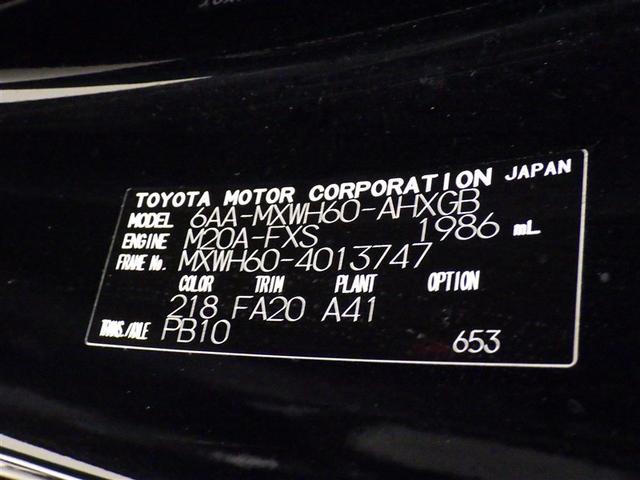 TOYOTA MOTOR CORPORATION JAPAN
MODEL 6AA-MXWH60-AHXGB
ENGINE M20A-FXS 1986 mL
FRAME No. MXWH60-4013747
COLOR TRIM PLANT OPTION
218 FA20 A41
TRANS./AXLE PB10 653